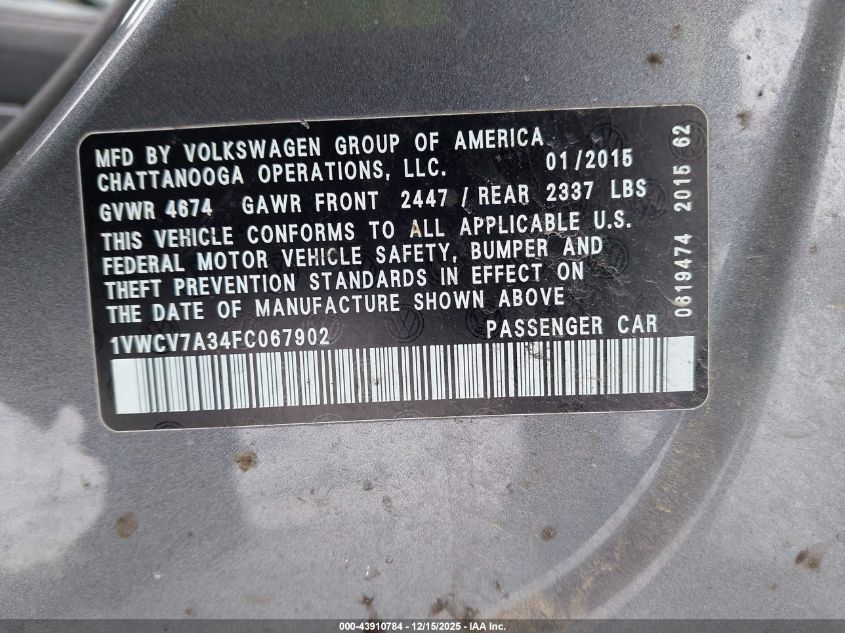 MFD BY VOLKSWAGEN GROUP OF AMERICA
CHATTANOOGA OPERATIONS, LLC. 01/2015
GVWR 4674 GAWR FRONT 2447 / REAR 2337 LBS
THIS VEHICLE CONFORMS TO ALL APPLICABLE U.S.
FEDERAL MOTOR VEHICLE SAFETY, BUMPER AND
THEFT PREVENTION STANDARDS IN EFFECT ON
THE DATE OF MANUFACTURE SHOWN ABOVE
1VWCV7A34FC067902 PASSENGER CAR
0619474 2015 62
000-43910784 - 12/15/2025 - IAA Inc.